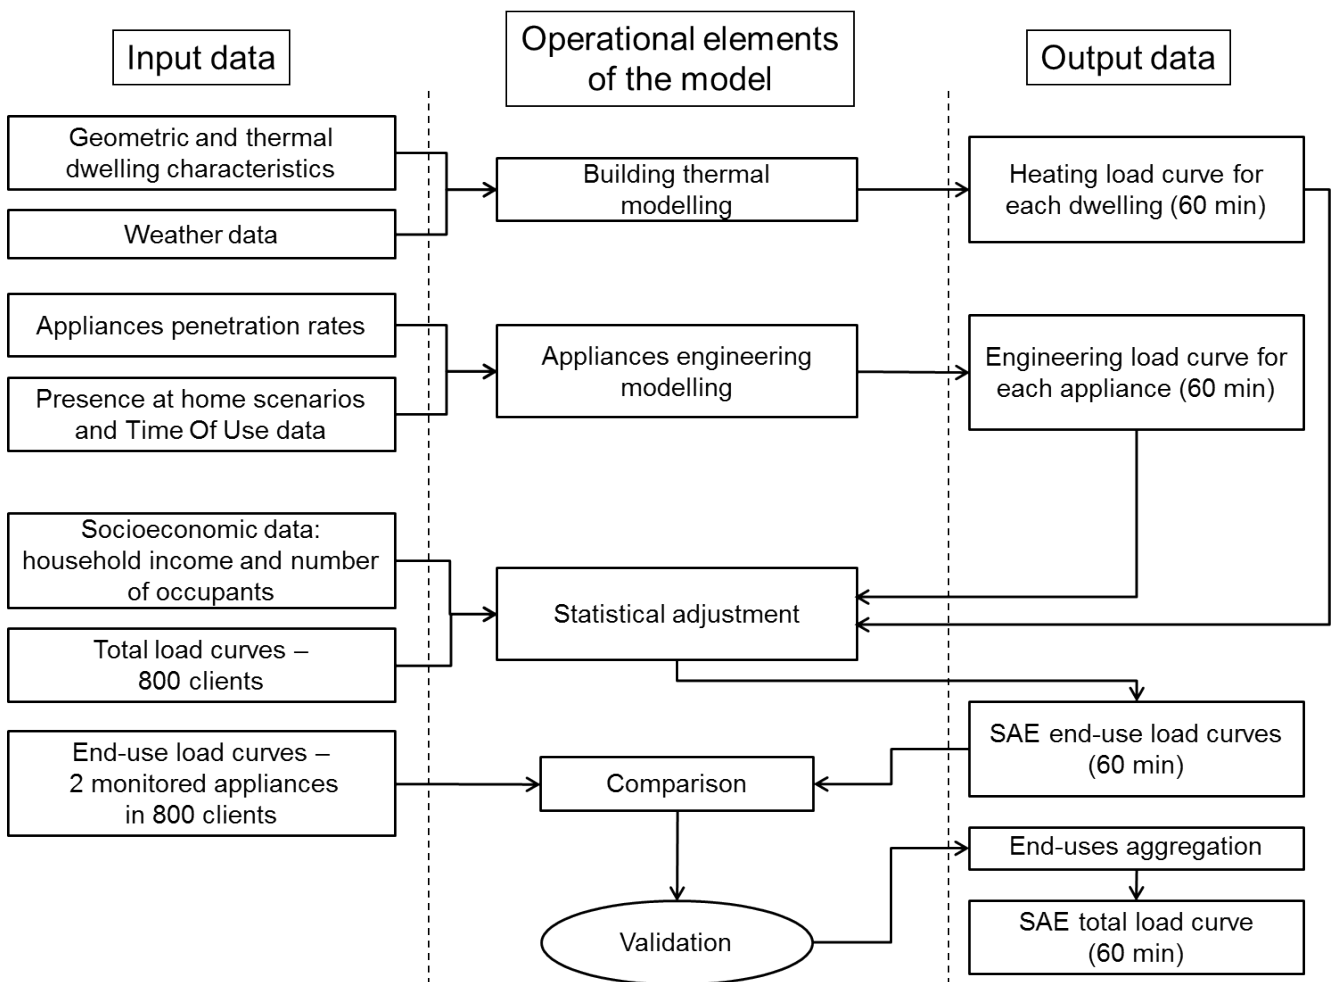 Input data
Operational elements
of the model
Output data
Geometric and thermal
dwelling characteristics
Weather data
Building thermal
modelling
Heating load curve for
each dwelling (60 min)
Appliances penetration rates
Presence at home scenarios
and Time Of Use data
Appliances engineering
modelling
Engineering load curve for
each appliance (60 min)
Socioeconomic data:
household income and number
of occupants
Total load curves –
800 clients
Statistical adjustment
End-use load curves –
2 monitored appliances
in 800 clients
Comparison
SAE end-use load curves
(60 min)
Validation
End-uses aggregation
SAE total load curve
(60 min)